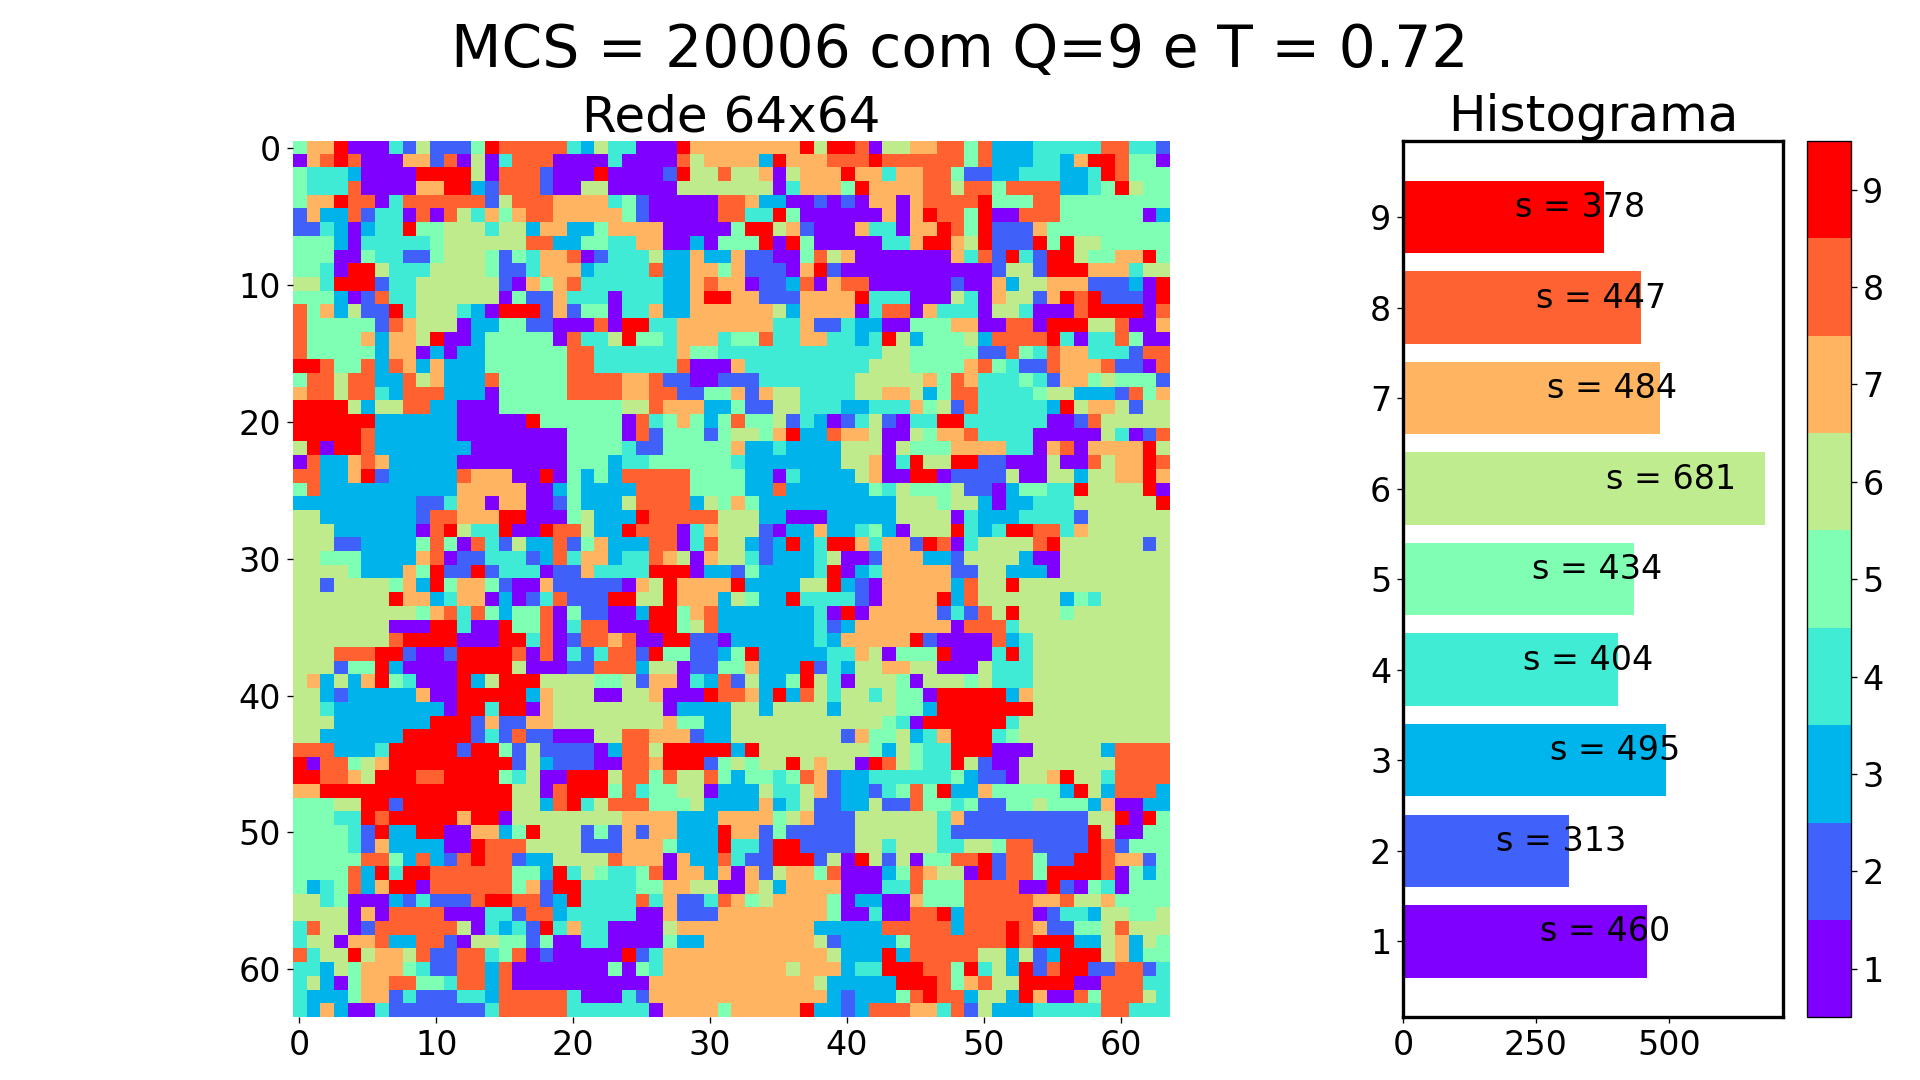 MCS = 20006 com Q=9 e T = 0.72
Rede 64x64
0
10
20
30
40
50
60
0 10 20 30 40 50 60
Histograma
9 s = 378
8 s = 447
7 s = 484
6 s = 681
5 s = 434
4 s = 404
3 s = 495
2 s = 313
1 s = 460
0 250 500
9
8
7
6
5
4
3
2
1